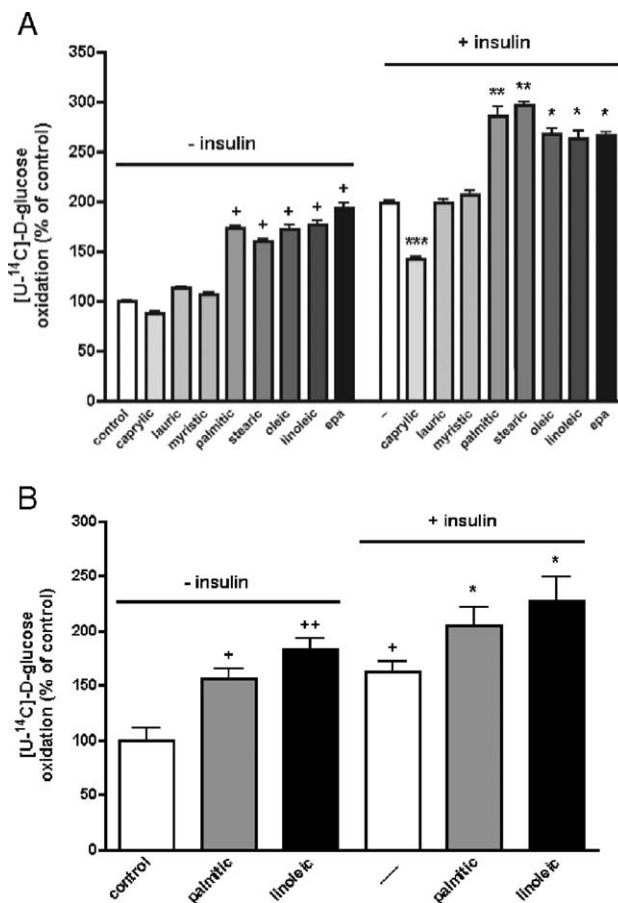 A
[U-¹⁴C]-D-glucose
oxidation (% of control)
350
300
250
200
150
100
50
0
- insulin
+ insulin
+
+
+
+
+
***
**
**
*
*
*
control
caprylic
lauric
myristic
palmitic
stearic
oleic
linoleic
epa
-
caprylic
lauric
myristic
palmitic
stearic
oleic
linoleic
epa
B
[U-¹⁴C]-D-glucose
oxidation (% of control)
300
250
200
150
100
50
0
- insulin
+ insulin
+
++
+
*
*
control
palmitic
linoleic
-----
palmitic
linoleic